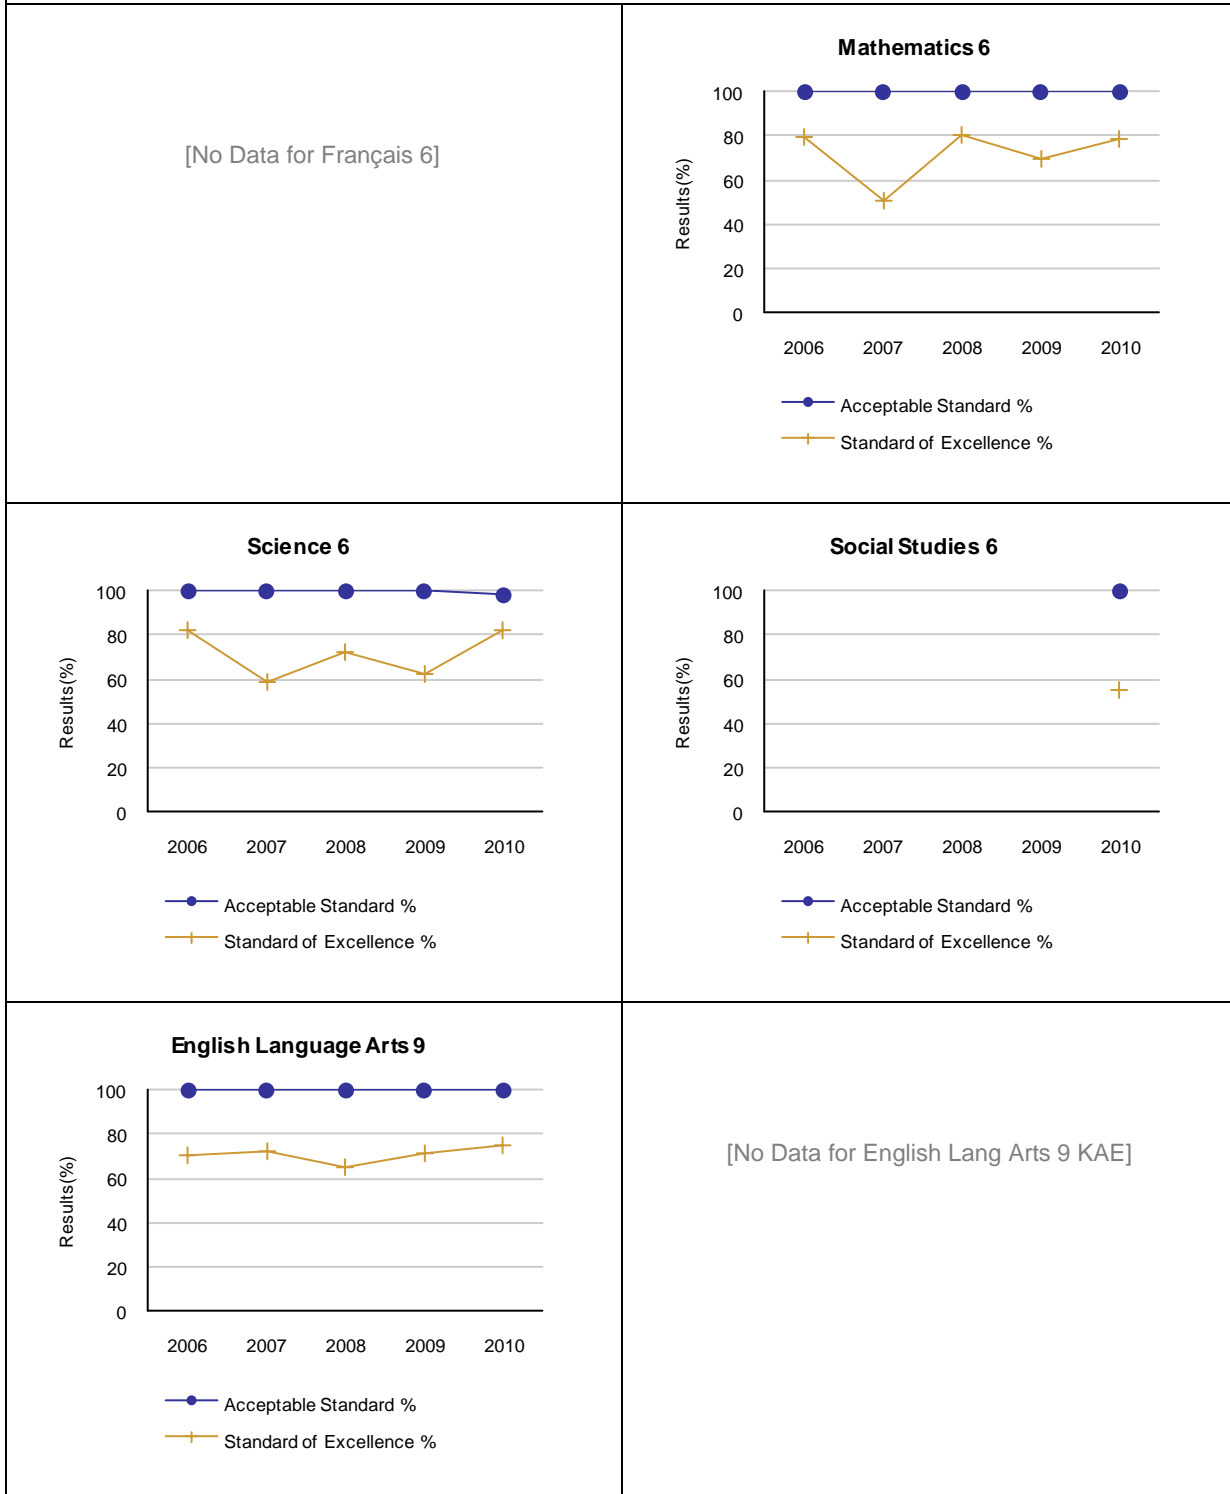 [No Data for Français 6]
Mathematics 6
Results(%)
100
80
60
40
20
0
2006 2007 2008 2009 2010
Acceptable Standard %
Standard of Excellence %
Science 6
Results(%)
100
80
60
40
20
0
2006 2007 2008 2009 2010
Acceptable Standard %
Standard of Excellence %
Social Studies 6
Results(%)
100
80
60
40
20
0
2006 2007 2008 2009 2010
Acceptable Standard %
Standard of Excellence %
English Language Arts 9
Results(%)
100
80
60
40
20
0
2006 2007 2008 2009 2010
Acceptable Standard %
Standard of Excellence %
[No Data for English Lang Arts 9 KAE]